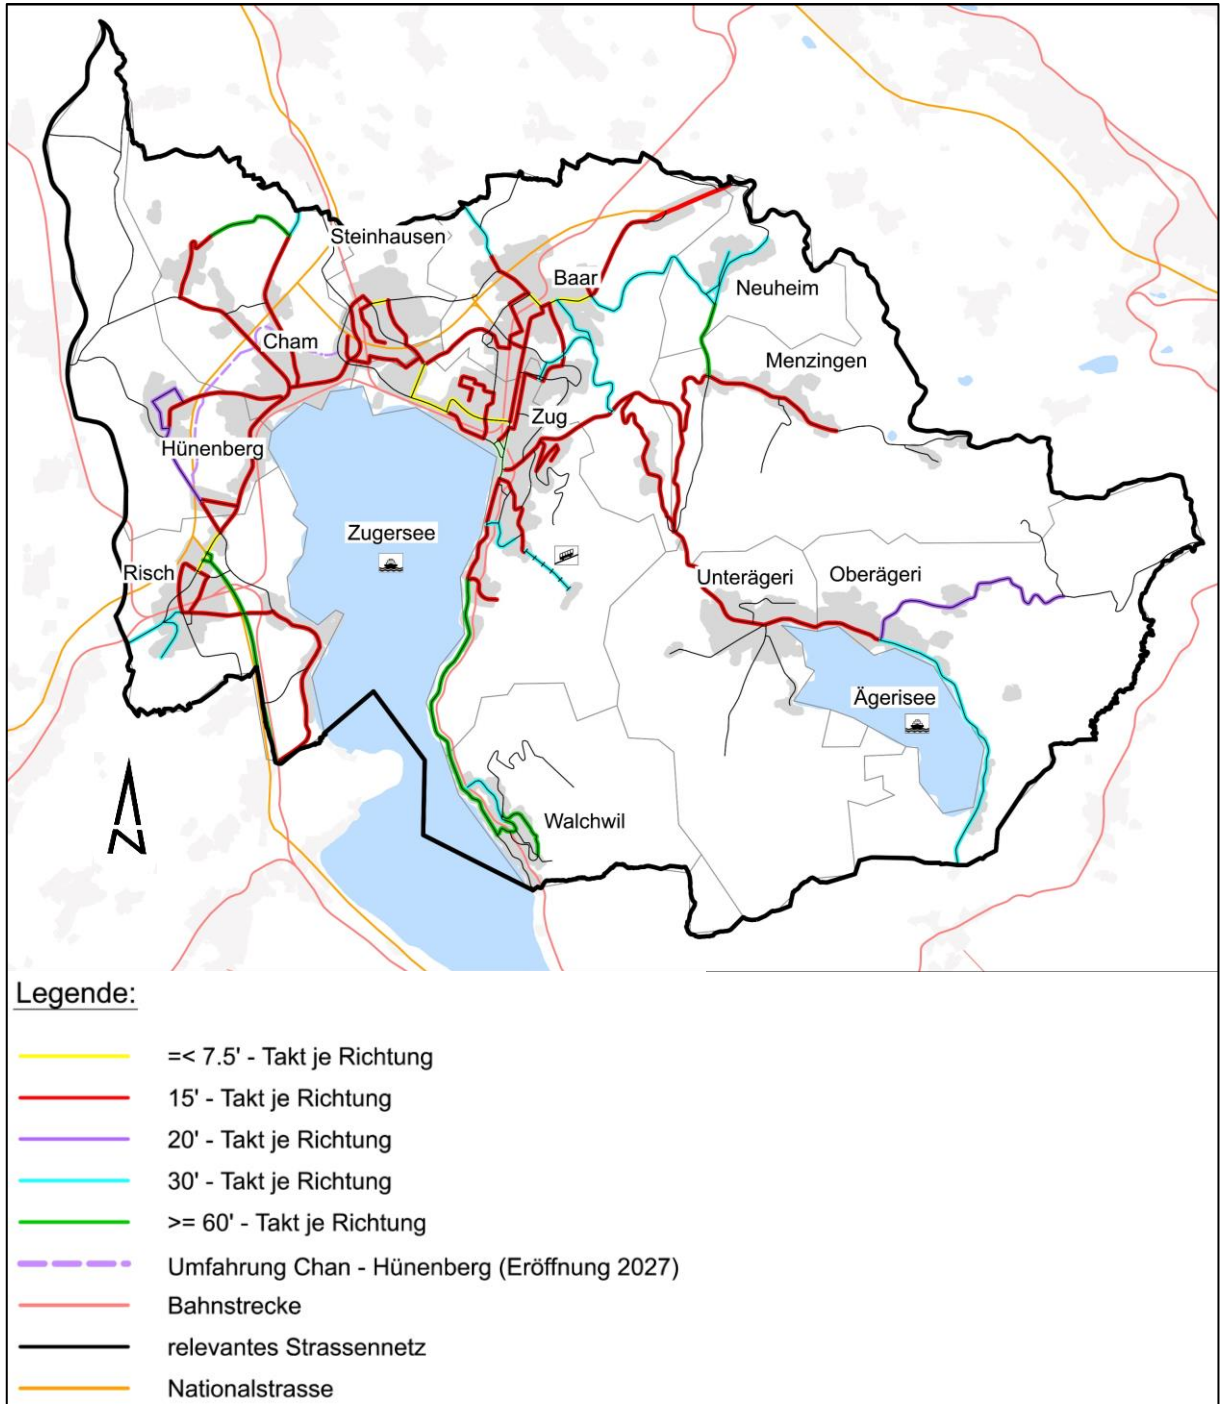 Steinhausen
Baar
Neuheim
Cham
Menzingen
Zug
Hünenberg
Zugersee
Risch
Unterägeri
Oberägeri
Ägerisee
Walchwil
N
Legende:
=< 7.5' - Takt je Richtung
15' - Takt je Richtung
20' - Takt je Richtung
30' - Takt je Richtung
>= 60' - Takt je Richtung
Umfahrung Chan - Hünenberg (Eröffnung 2027)
Bahnstrecke
relevantes Strassennetz
Nationalstrasse